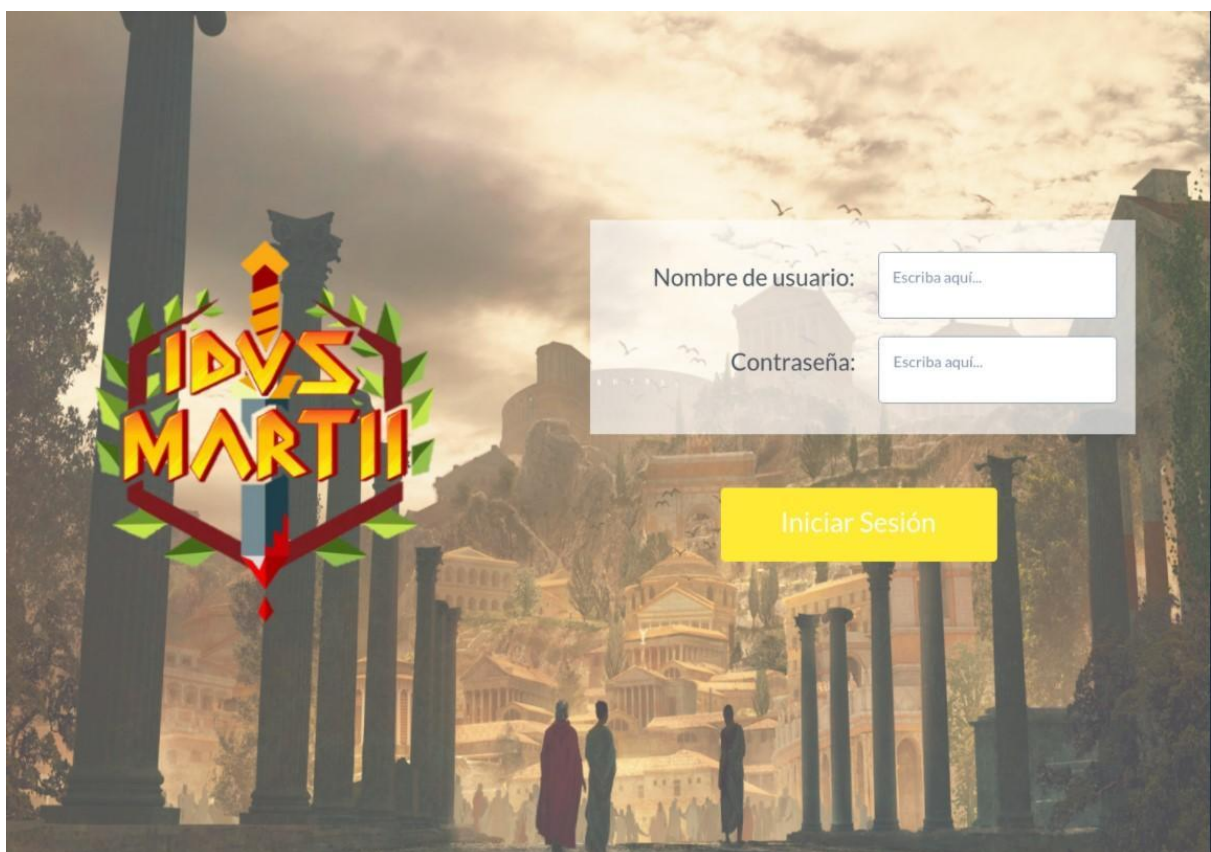 IDVS
MARTII
Nombre de usuario:
Escriba aquí...
Contraseña:
Escriba aquí...
Iniciar Sesión